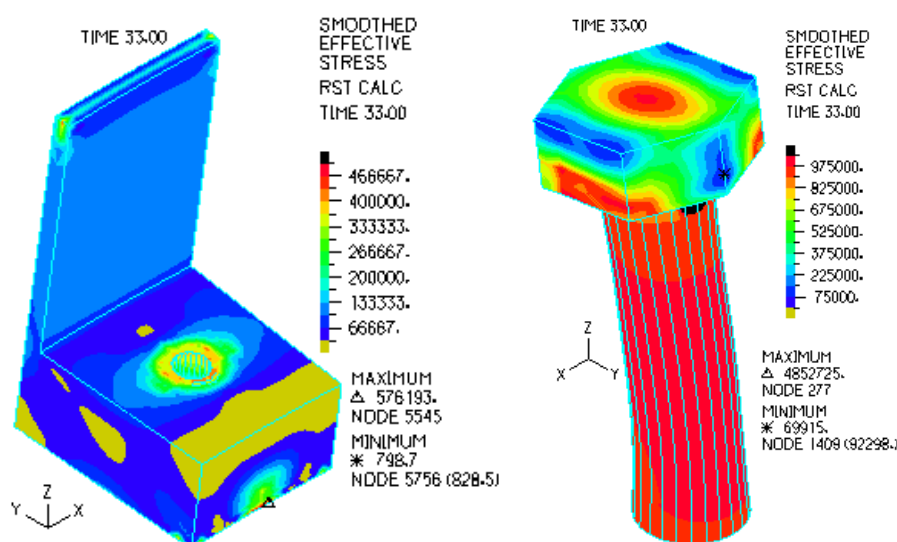 TIME 33.00
SMOOTHED
EFFECTIVE
STRESS
RST CALC
TIME 33.00
466667.
400000.
333333.
266667.
200000.
133333.
66667.
MAXIMUM
△ 576193.
NODE 5545
MINIMUM
* 798.7
NODE 5756 (828.5)
Z
Y X
TIME 33.00
SMOOTHED
EFFECTIVE
STRESS
RST CALC
TIME 33.00
975000.
825000.
675000.
525000.
375000.
225000.
75000.
Z
X Y
MAXIMUM
△ 4852725.
NODE 277
MINIMUM
* 69915.
NODE 1409 (92298.)